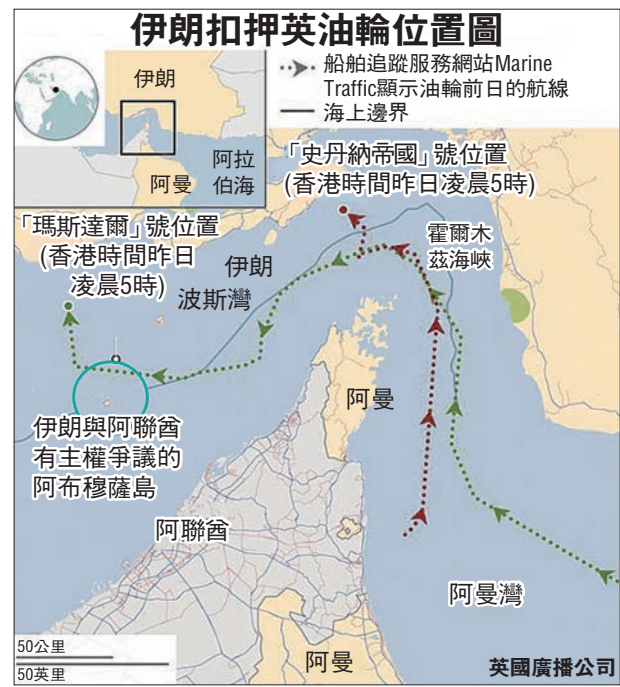 伊朗扣押英油輪位置圖
船舶追蹤服務網站Marine
Traffic顯示油輪前日的航線
海上邊界
伊朗
阿拉
伯海
阿曼
「史丹納帝國」號位置
(香港時間昨日凌晨5時)
「瑪斯達爾」號位置
(香港時間昨日
凌晨5時)
霍爾木
茲海峽
伊朗
波斯灣
阿曼
伊朗與阿聯酋
有主權爭議的
阿布穆薩島
阿聯酋
阿曼灣
阿曼
50公里
50英里
英國廣播公司